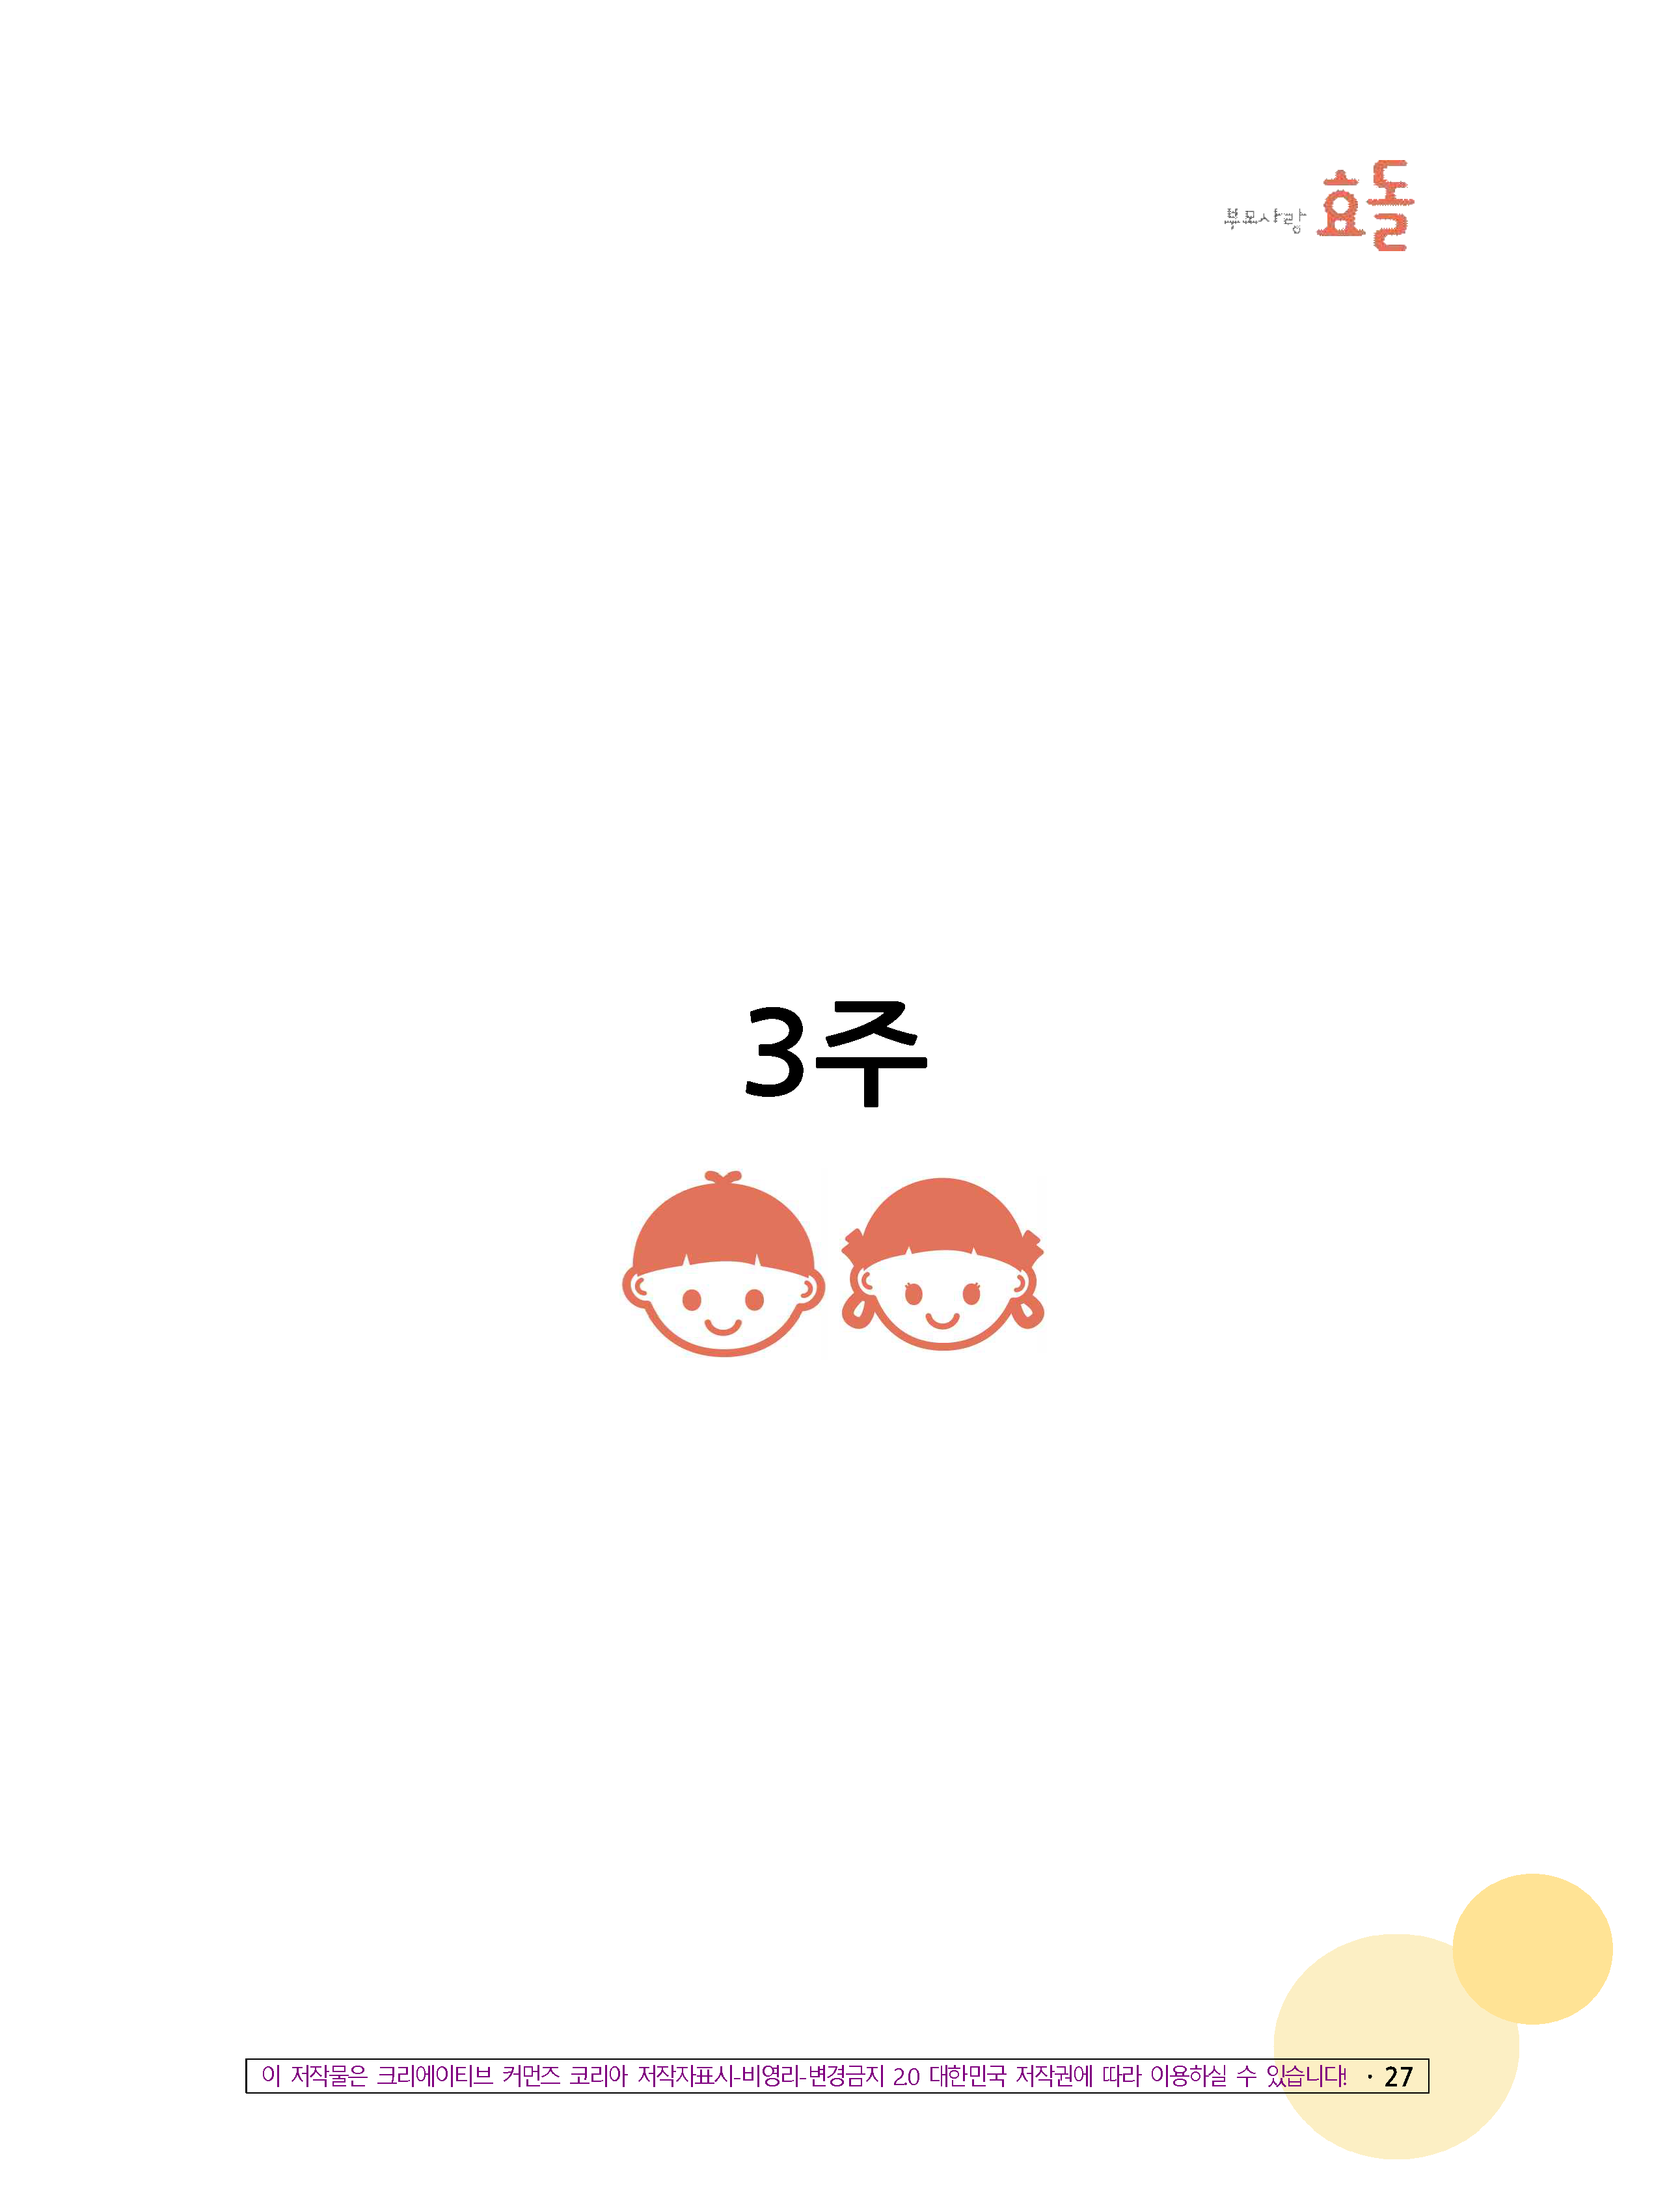 부모사랑 효돌
3주
이 저작물은 크리에이티브 커먼즈 코리아 저작자표시-비영리-변경금지 2.0 대한민국 저작권에 따라 이용하실 수 있습니다! · 27